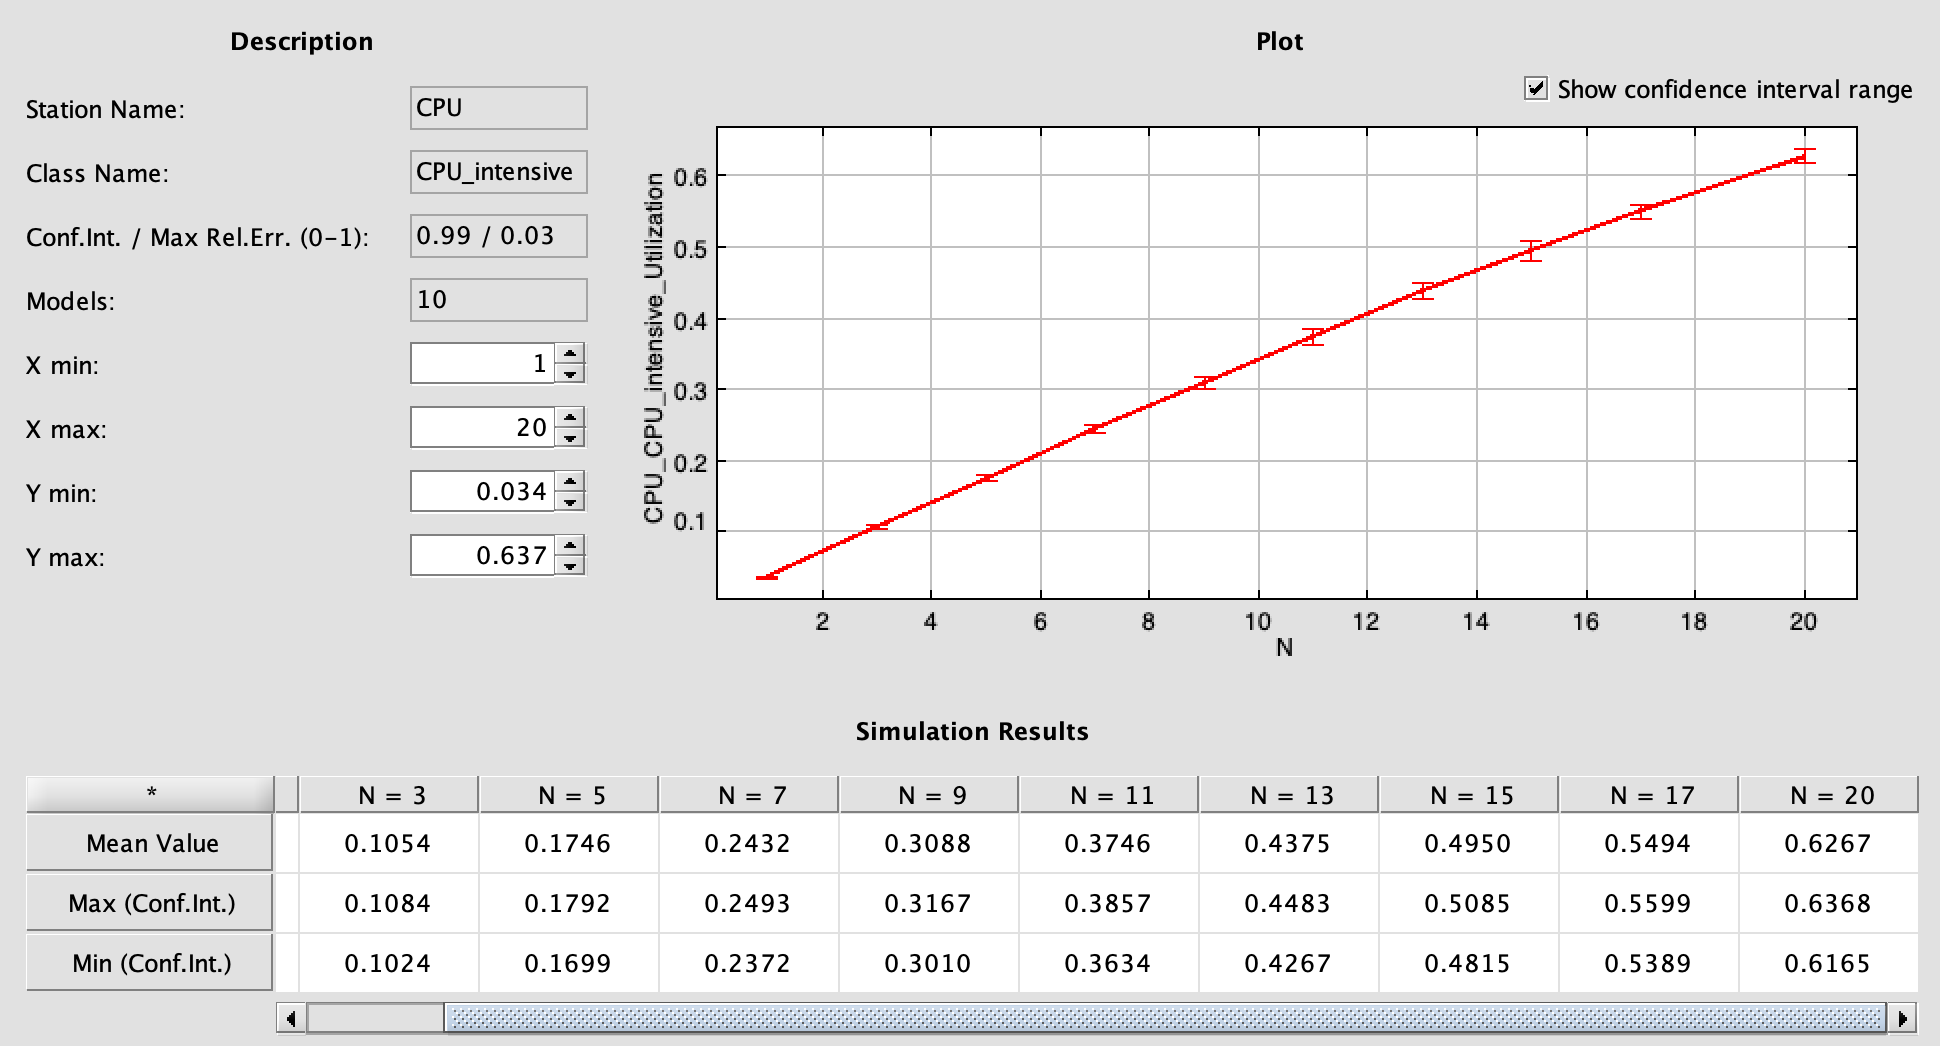 Description
Station Name: CPU
Class Name: CPU_intensive
Conf.Int. / Max Rel.Err. (0-1): 0.99 / 0.03
Models: 10
X min: 1
X max: 20
Y min: 0.034
Y max: 0.637
Plot
Show confidence interval range
CPU_CPU_intensive_Utilization
0.6
0.5
0.4
0.3
0.2
0.1
2 4 6 8 10 12 14 16 18 20
N
Simulation Results
* N = 3 N = 5 N = 7 N = 9 N = 11 N = 13 N = 15 N = 17 N = 20
Mean Value 0.1054 0.1746 0.2432 0.3088 0.3746 0.4375 0.4950 0.5494 0.6267
Max (Conf.Int.) 0.1084 0.1792 0.2493 0.3167 0.3857 0.4483 0.5085 0.5599 0.6368
Min (Conf.Int.) 0.1024 0.1699 0.2372 0.3010 0.3634 0.4267 0.4815 0.5389 0.6165